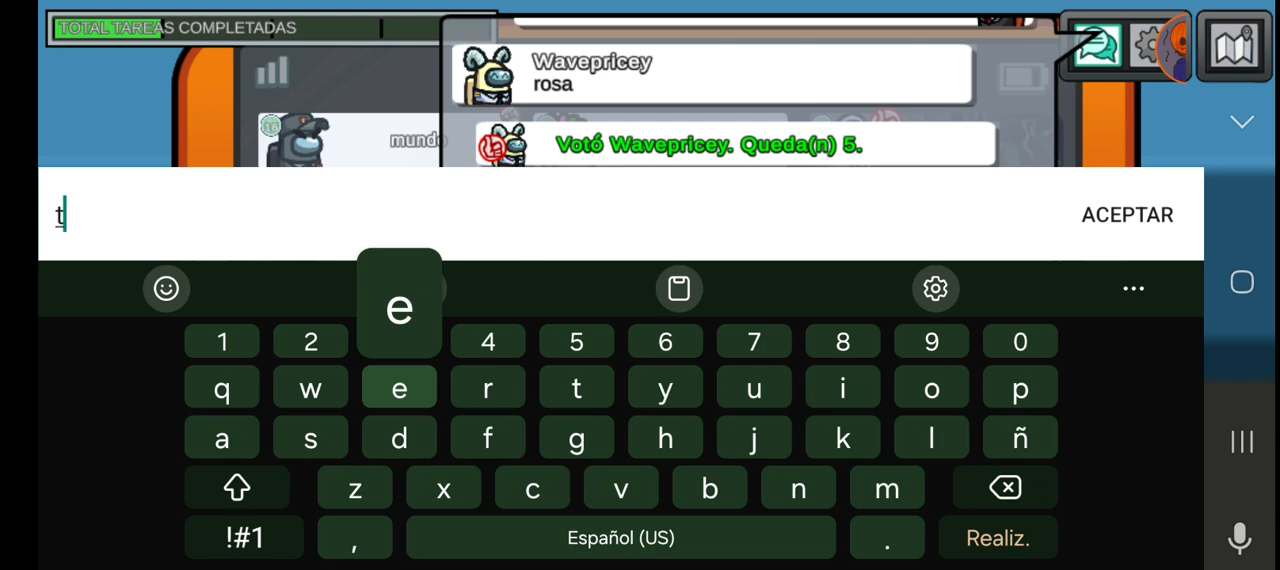 TOTAL TAREAS COMPLETADAS
Wavepricey
rosa
16
mundo
Votó Wavepricey. Queda(n) 5.
t
ACEPTAR
e
1 2 4 5 6 7 8 9 0
q w e r t y u i o p
a s d f g h j k l ñ
z x c v b n m
!#1 , Español (US) . Realiz.